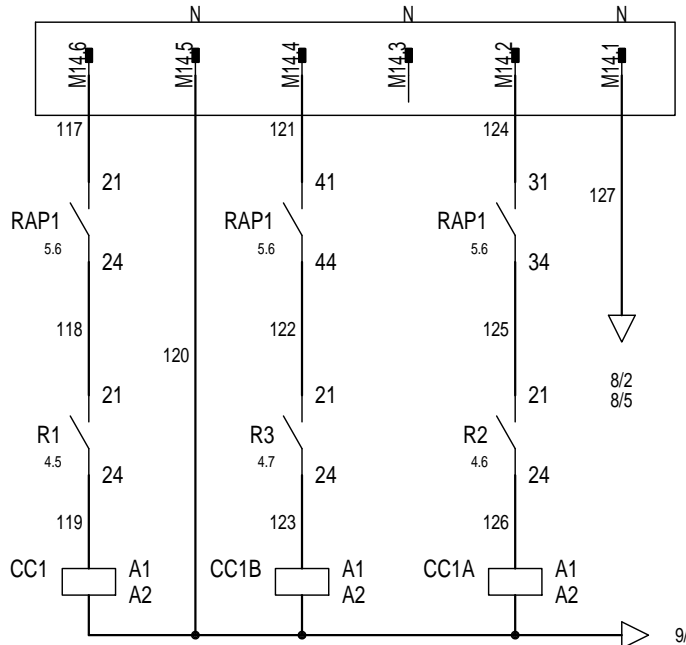 N N N
M14.6 M14.5 M14.4 M14.3 M14.2 M14.1
117 121 124
21 41 31
127
RAP1 RAP1 RAP1
5.6 5.6 5.6
24 44 34
118 122 125
120
8/2
8/5
21 21 21
R1 R3 R2
4.5 4.7 4.6
24 24 24
119 123 126
CC1 A1 CC1B A1 CC1A A1
A2 A2 A2
9/